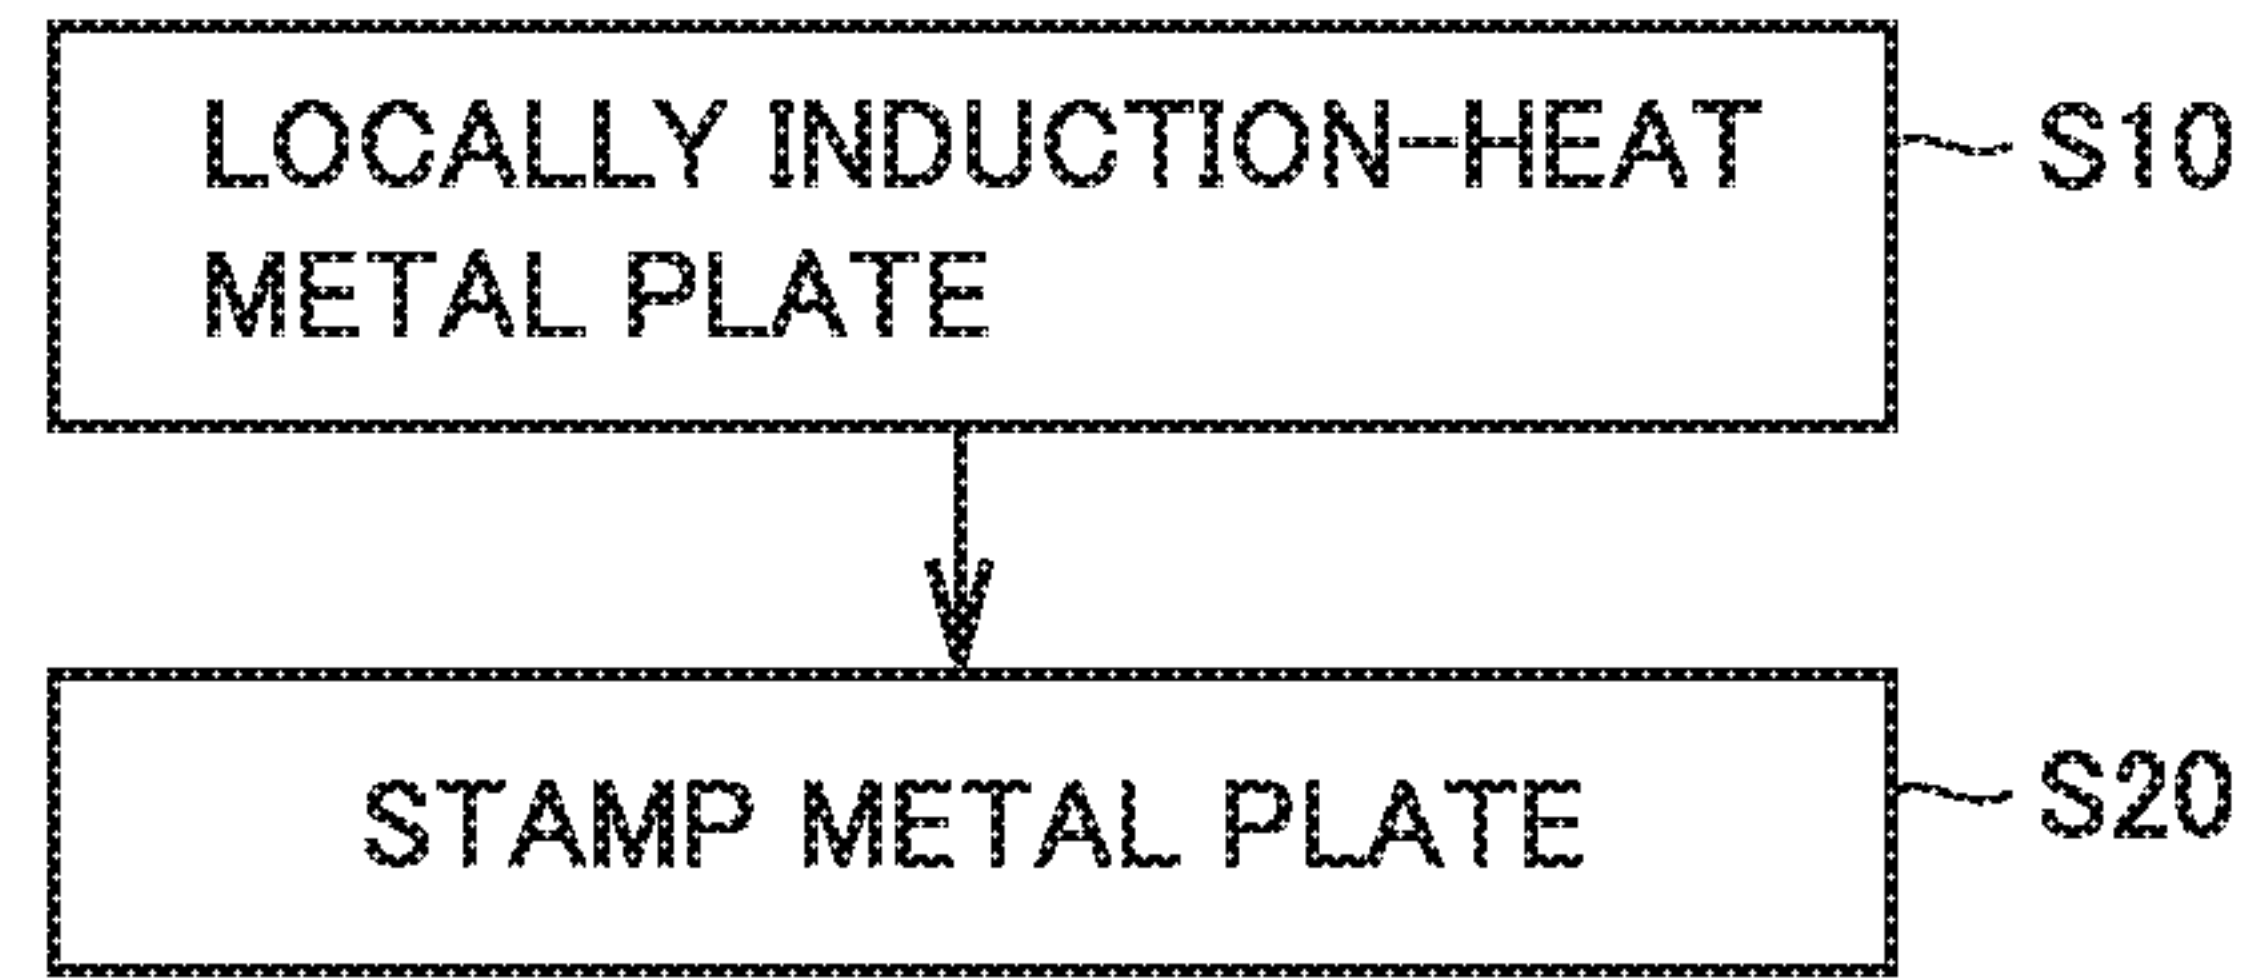 LOCALLY INDUCTION-HEAT
METAL PLATE
S10
STAMP METAL PLATE
S20